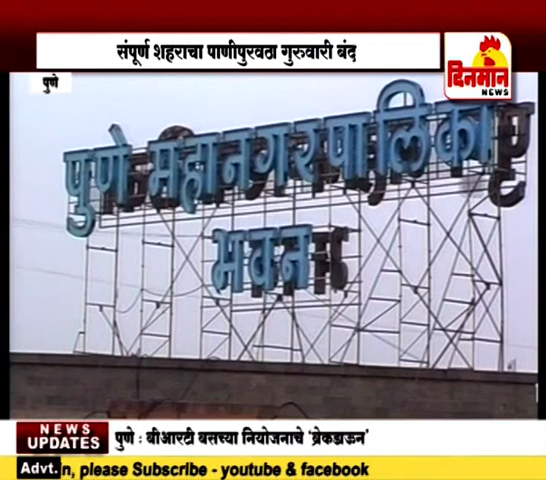 संपूर्ण शहराचा पाणीपुरवठा गुरुवारी बंद
दिनमान
NEWS
पुणे
पुणे महानगरपालिका
भवन
NEWS
UPDATES
पुणे : बीआरटी बसच्या नियोजनाचे 'ब्रेकडाऊन'
Advt.
n, please Subscribe - youtube & facebook